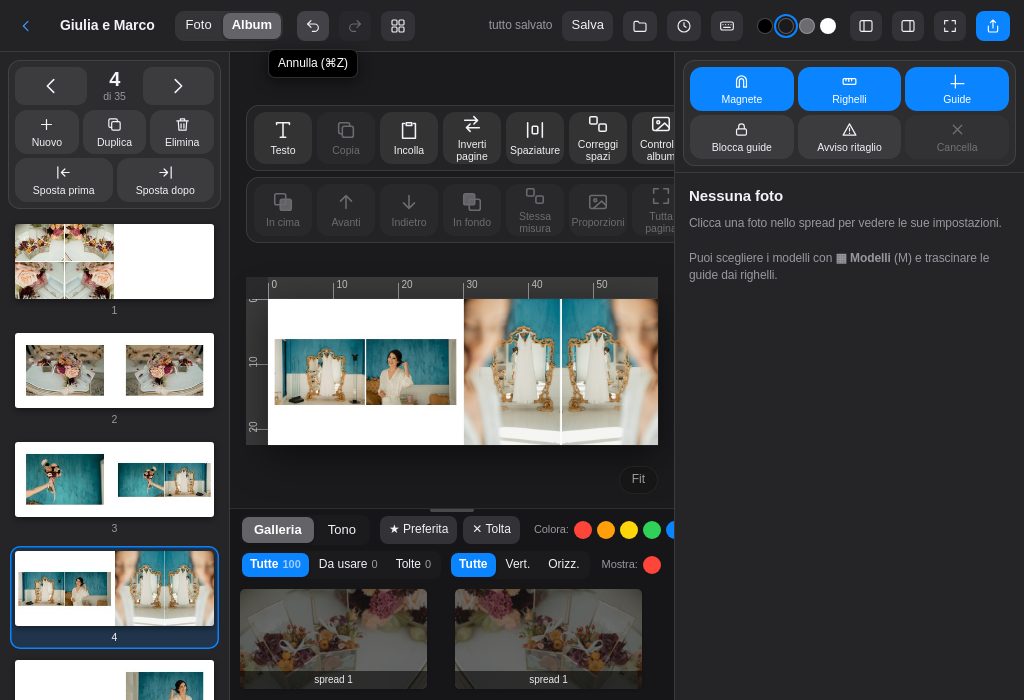 Giulia e Marco
Foto
Album
tutto salvato
Salva
Annulla (⌘Z)
4
di 35
Nuovo
Duplica
Elimina
Sposta prima
Sposta dopo
Testo
Copia
Incolla
Inverti
pagine
Spaziature
Correggi
spazi
Control
album
In cima
Avanti
Indietro
In fondo
Stessa
misura
Proporzioni
Tutta
pagina
Magnete
Righelli
Guide
Blocca guide
Avviso ritaglio
Cancella
Nessuna foto
Clicca una foto nello spread per vedere le sue impostazioni.
Puoi scegliere i modelli con ▦ Modelli (M) e trascinare le
guide dai righelli.
0 10 20 30 40 50
0
10
20
Fit
1
2
3
4
Galleria
Tono
★ Preferita
✕ Tolta
Colora:
Tutte 100
Da usare 0
Tolte 0
Tutte
Vert.
Orizz.
Mostra:
spread 1
spread 1